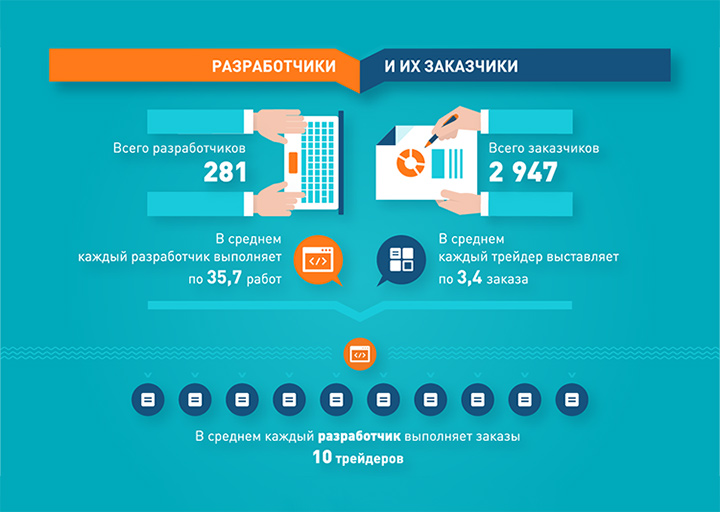 РАЗРАБОТЧИКИ И ИХ ЗАКАЗЧИКИ
Всего разработчиков
281
Всего заказчиков
2 947
В среднем
каждый разработчик выполняет
по 35,7 работ
В среднем
каждый трейдер выставляет
по 3,4 заказа
В среднем каждый разработчик выполняет заказы
10 трейдеров